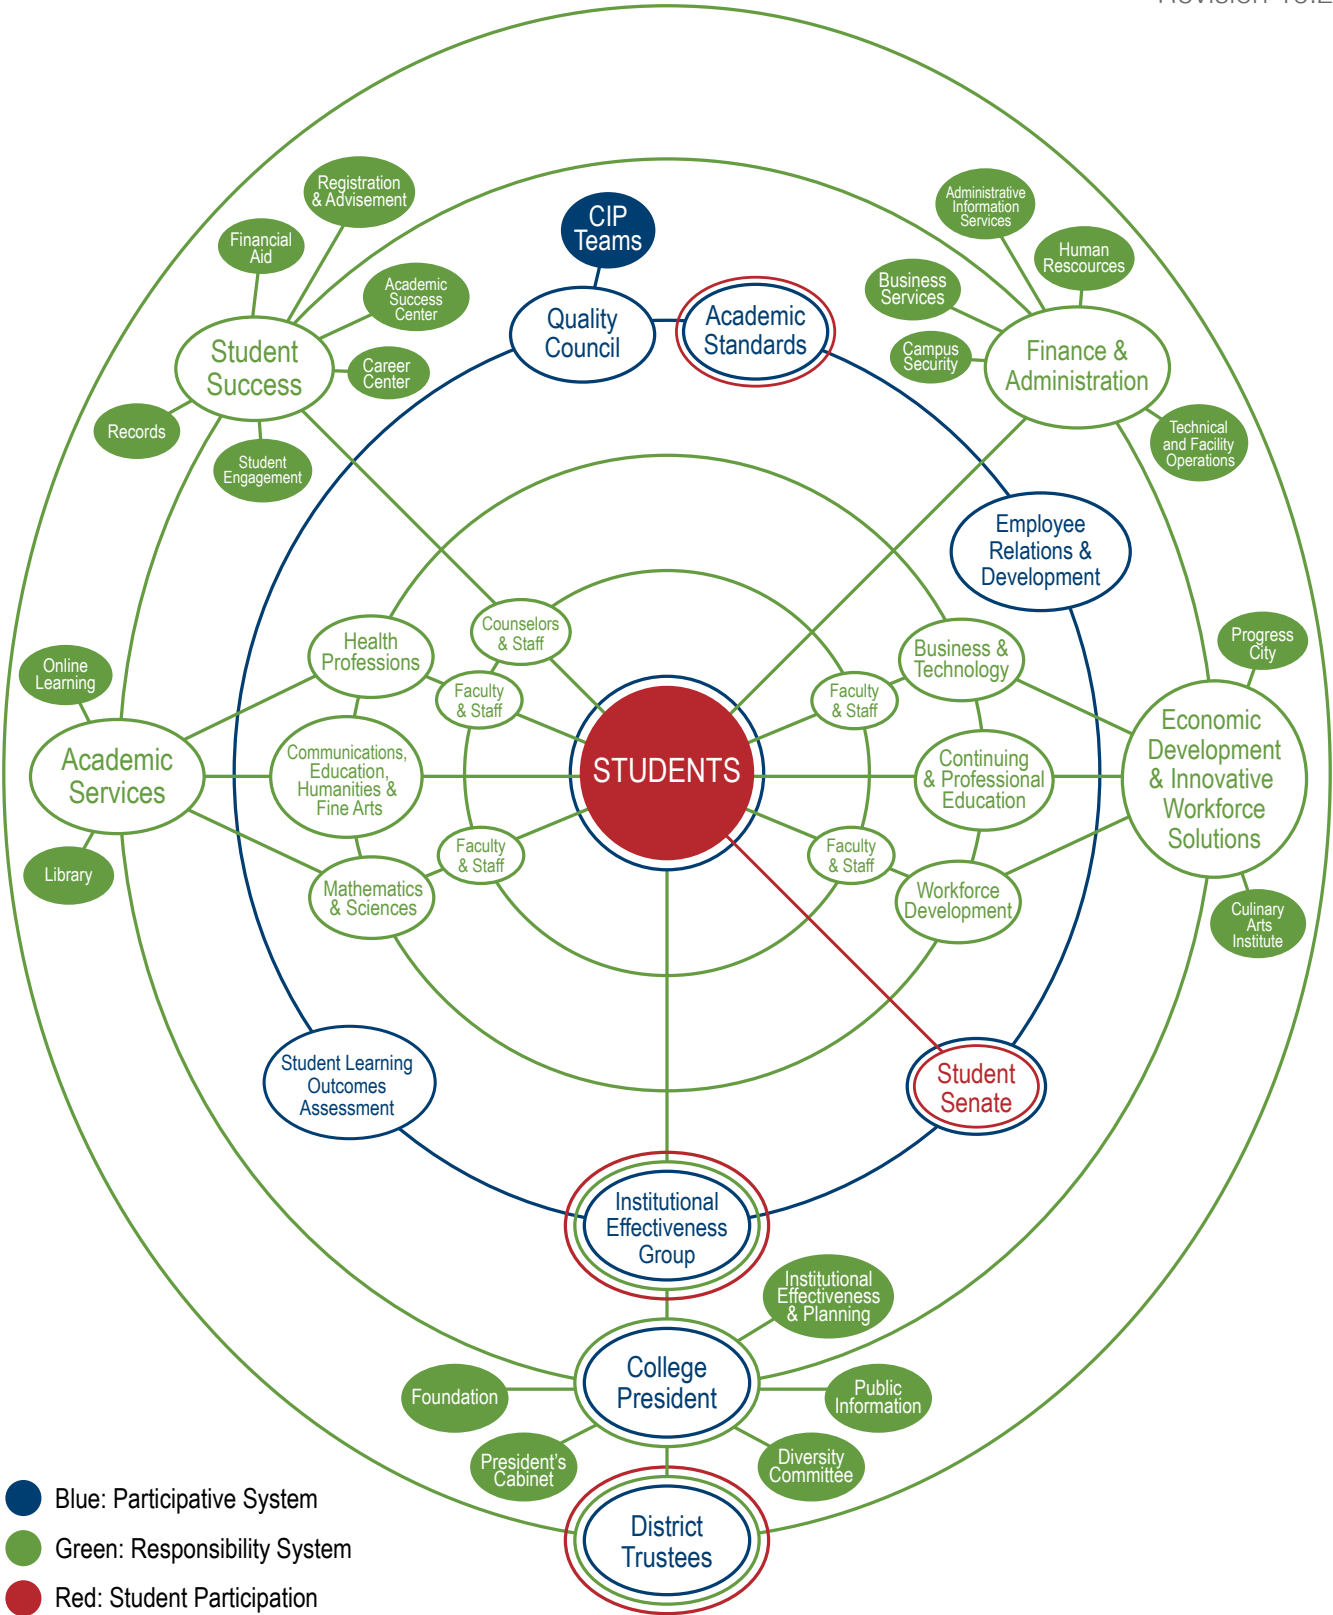 Registration
& Advisement
Financial
Aid
Academic
Success
Center
Career
Center
Student
Success
Records
Student
Engagement
CIP
Teams
Quality
Council
Academic
Standards
Administrative
Information
Services
Human
Rescources
Business
Services
Campus
Security
Finance &
Administration
Technical
and Facility
Operations
Employee
Relations &
Development
Counselors
& Staff
Health
Professions
Faculty
& Staff
Faculty
& Staff
Business &
Technology
Progress
City
Online
Learning
Academic
Services
Communications,
Education,
Humanities &
Fine Arts
STUDENTS
Continuing
& Professional
Education
Economic
Development
& Innovative
Workforce
Solutions
Library
Mathematics
& Sciences
Faculty
& Staff
Faculty
& Staff
Workforce
Development
Culinary
Arts
Institute
Student Learning
Outcomes
Assessment
Student
Senate
Institutional
Effectiveness
Group
Institutional
Effectiveness
& Planning
College
President
Foundation
Public
Information
President's
Cabinet
Diversity
Committee
District
Trustees
Blue: Participative System
Green: Responsibility System
Red: Student Participation